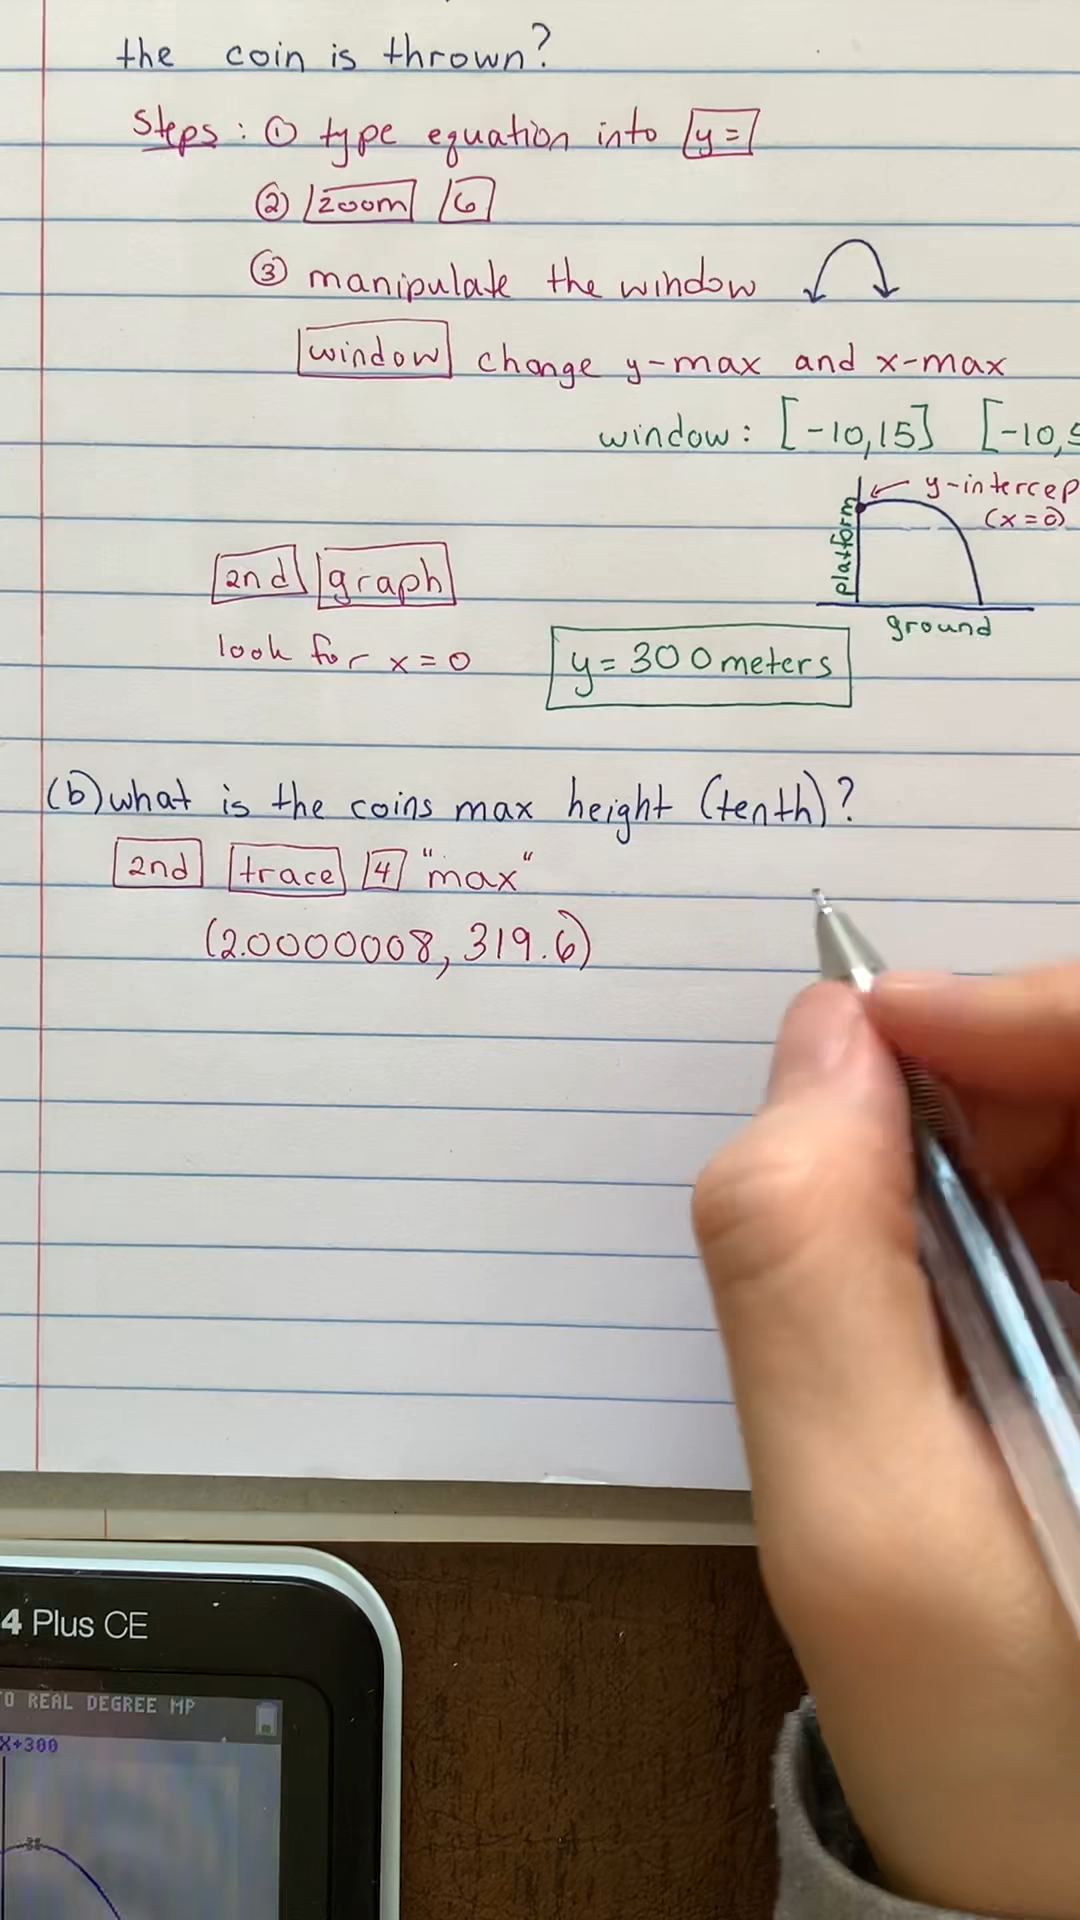 the coin is thrown?
Steps: ① type equation into y=
② zoom 6
③ manipulate the window
window change y-max and x-max
window: [-10,15] [-10,5
y-intercep
(x=0)
platform
ground
2nd graph
look for x=0
y=300 meters
(b) what is the coins max height (tenth)?
2nd trace 4 "max"
(2.0000008, 319.6)
4 Plus CE
TO REAL DEGREE MP
X+300